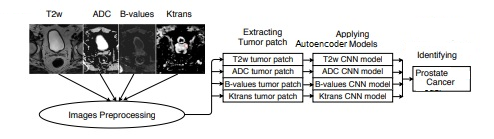 T2w ADC B-values Ktrans
Extracting
Tumor patch
Applying
Autoencoder Models
Identifying
T2w tumor patch
ADC tumor patch
B-values tumor patch
Ktrans tumor patch
T2w CNN model
ADC CNN model
B-values CNN model
Ktrans CNN model
Prostate
Cancer
Images Preprocessing